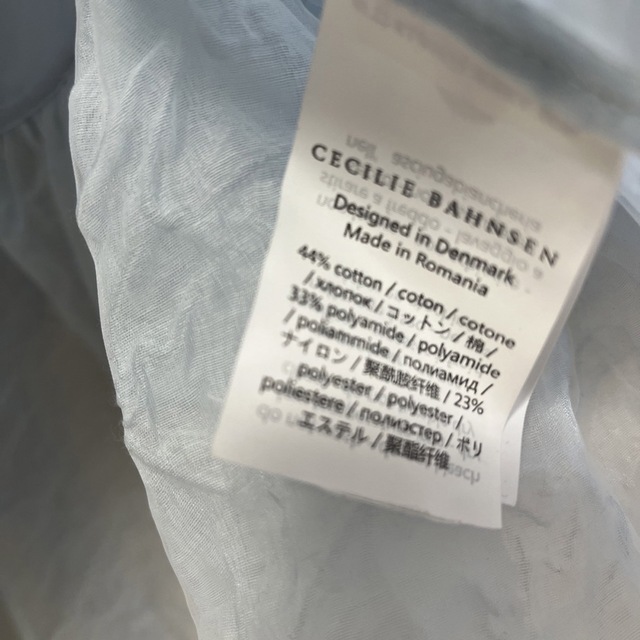 CECILIE BAHNSEN
Designed in Denmark
Made in Romania
44% cotton / coton / cotone
/ хлопок / コットン / 棉 /
33% polyamide / polyamide
/ poliammide / полиамид /
ナイロン / 聚酰胺纤维 / 23%
polyester / polyester /
poliestere / полиэстер / ポリ
エステル / 聚酯纤维